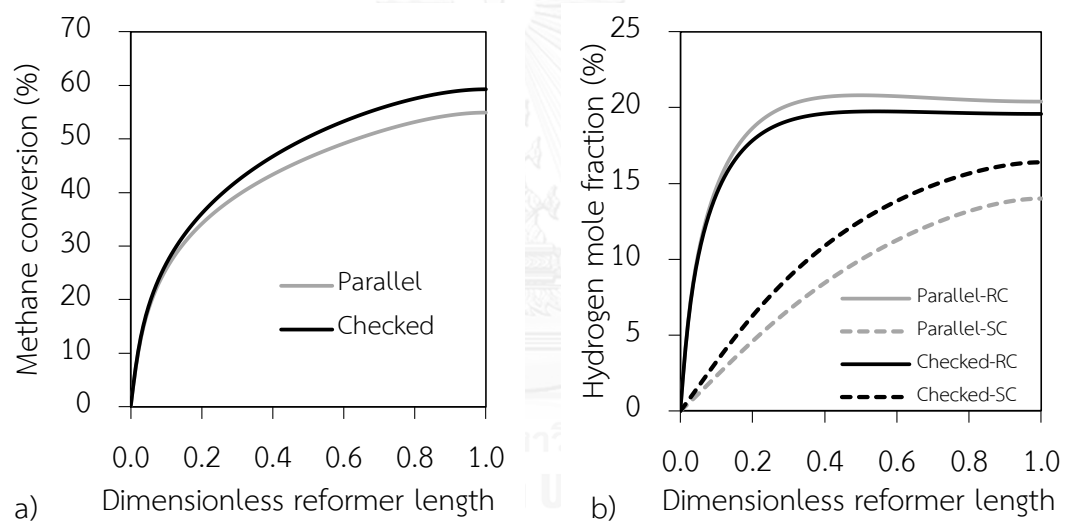 70
60
50
40
30
20
10
0
Methane conversion (%)
Parallel
Checked
0.0 0.2 0.4 0.6 0.8 1.0
Dimensionless reformer length
a)
25
20
15
10
5
0
Hydrogen mole fraction (%)
Parallel-RC
Parallel-SC
Checked-RC
Checked-SC
0.0 0.2 0.4 0.6 0.8 1.0
Dimensionless reformer length
b)